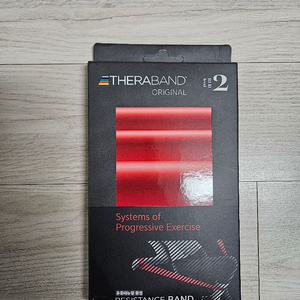 THERABAND®
ORIGINAL
2
Systems of
Progressive Exercise
RESISTANCE BAND